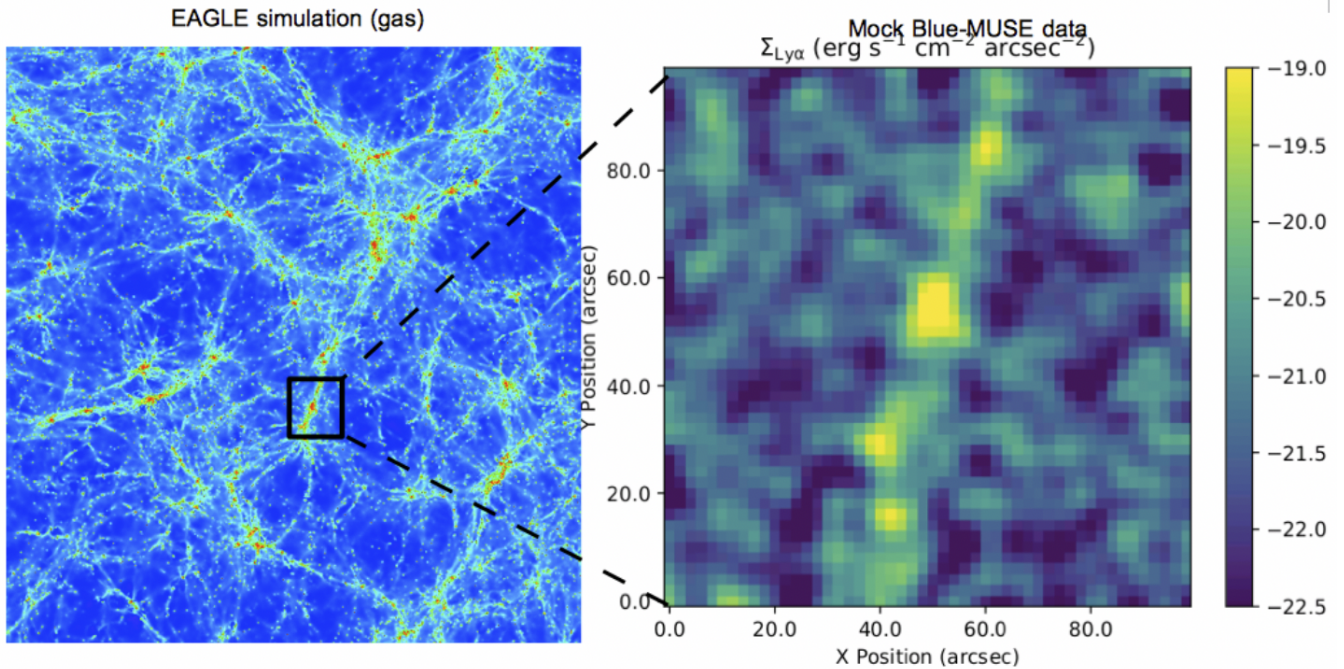 EAGLE simulation (gas)
Mock Blue-MUSE data
Σ_Lyα (erg s⁻¹ cm⁻² arcsec⁻²)
Y Position (arcsec)
80.0
60.0
40.0
20.0
0.0
0.0 20.0 40.0 60.0 80.0
X Position (arcsec)
−19.0
−19.5
−20.0
−20.5
−21.0
−21.5
−22.0
−22.5